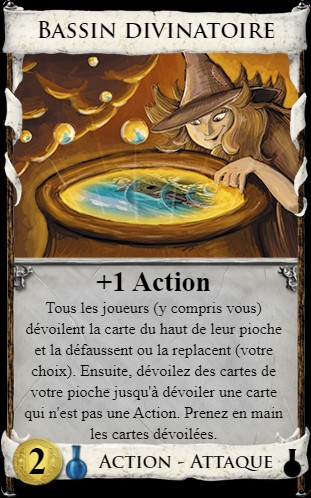 BASSIN DIVINATOIRE
+1 Action
Tous les joueurs (y compris vous)
dévoilent la carte du haut de leur pioche
et la défaussent ou la replacent (votre
choix). Ensuite, dévoilez des cartes de
votre pioche jusqu'à dévoiler une carte
qui n'est pas une Action. Prenez en main
les cartes dévoilées.
2 ACTION - ATTAQUE